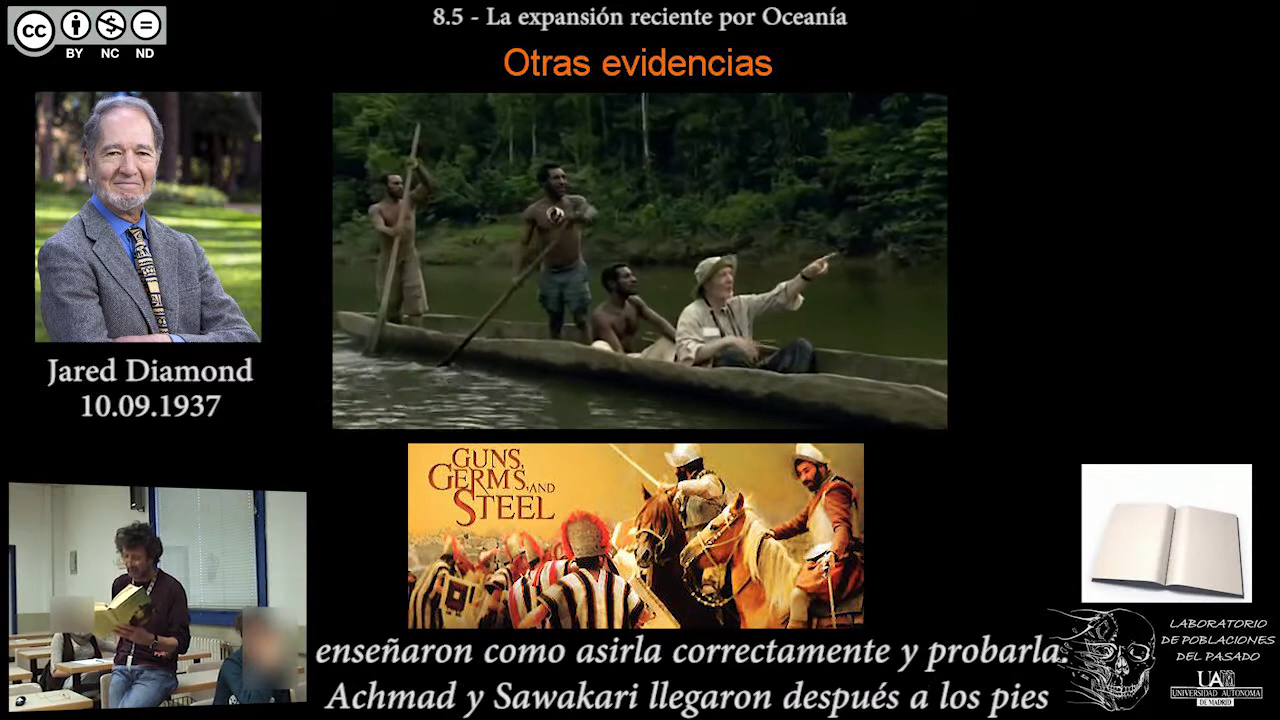 cc
BY NC ND
8.5 - La expansión reciente por Oceanía
Otras evidencias
Jared Diamond
10.09.1937
GUNS,
GERMS, AND
STEEL
enseñaron como asirla correctamente y probarla.
Achmad y Sawakari llegaron después a los pies
LABORATORIO
DE POBLACIONES
DEL PASADO
UAM
UNIVERSIDAD AUTONOMA
DE MADRID